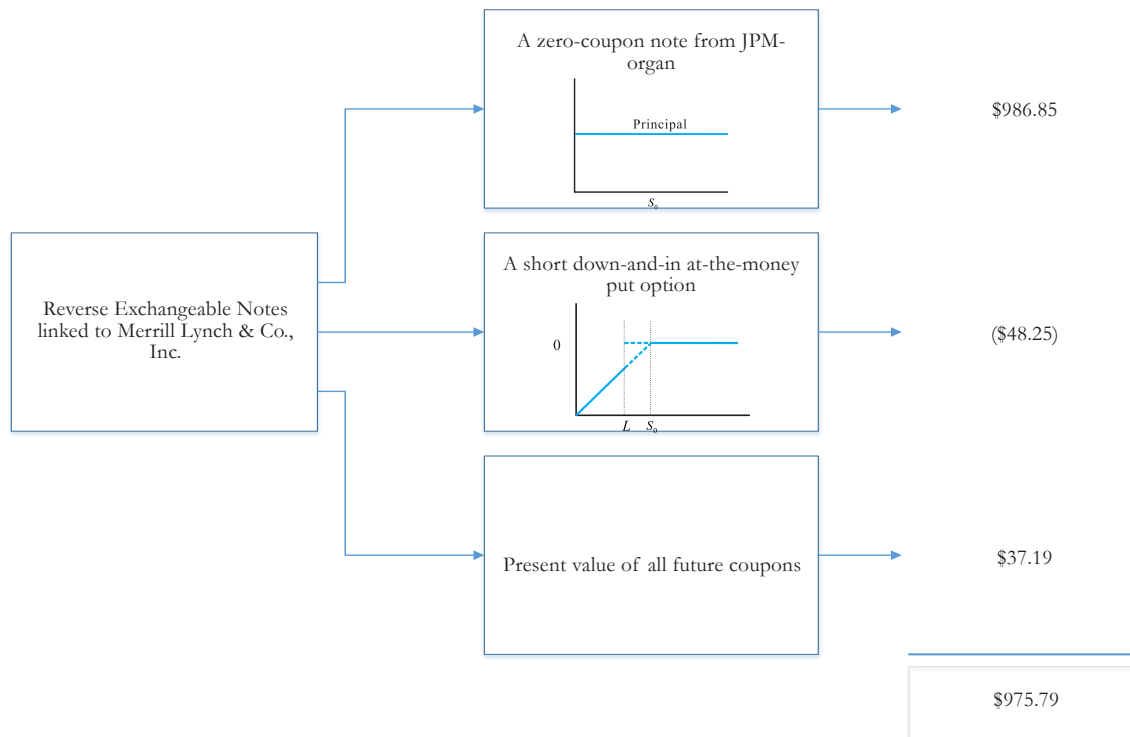 A zero-coupon note from JPM-
organ
Principal
S₀
$986.85
Reverse Exchangeable Notes
linked to Merrill Lynch & Co.,
Inc.
A short down-and-in at-the-money
put option
0
L S₀
($48.25)
Present value of all future coupons
$37.19
$975.79